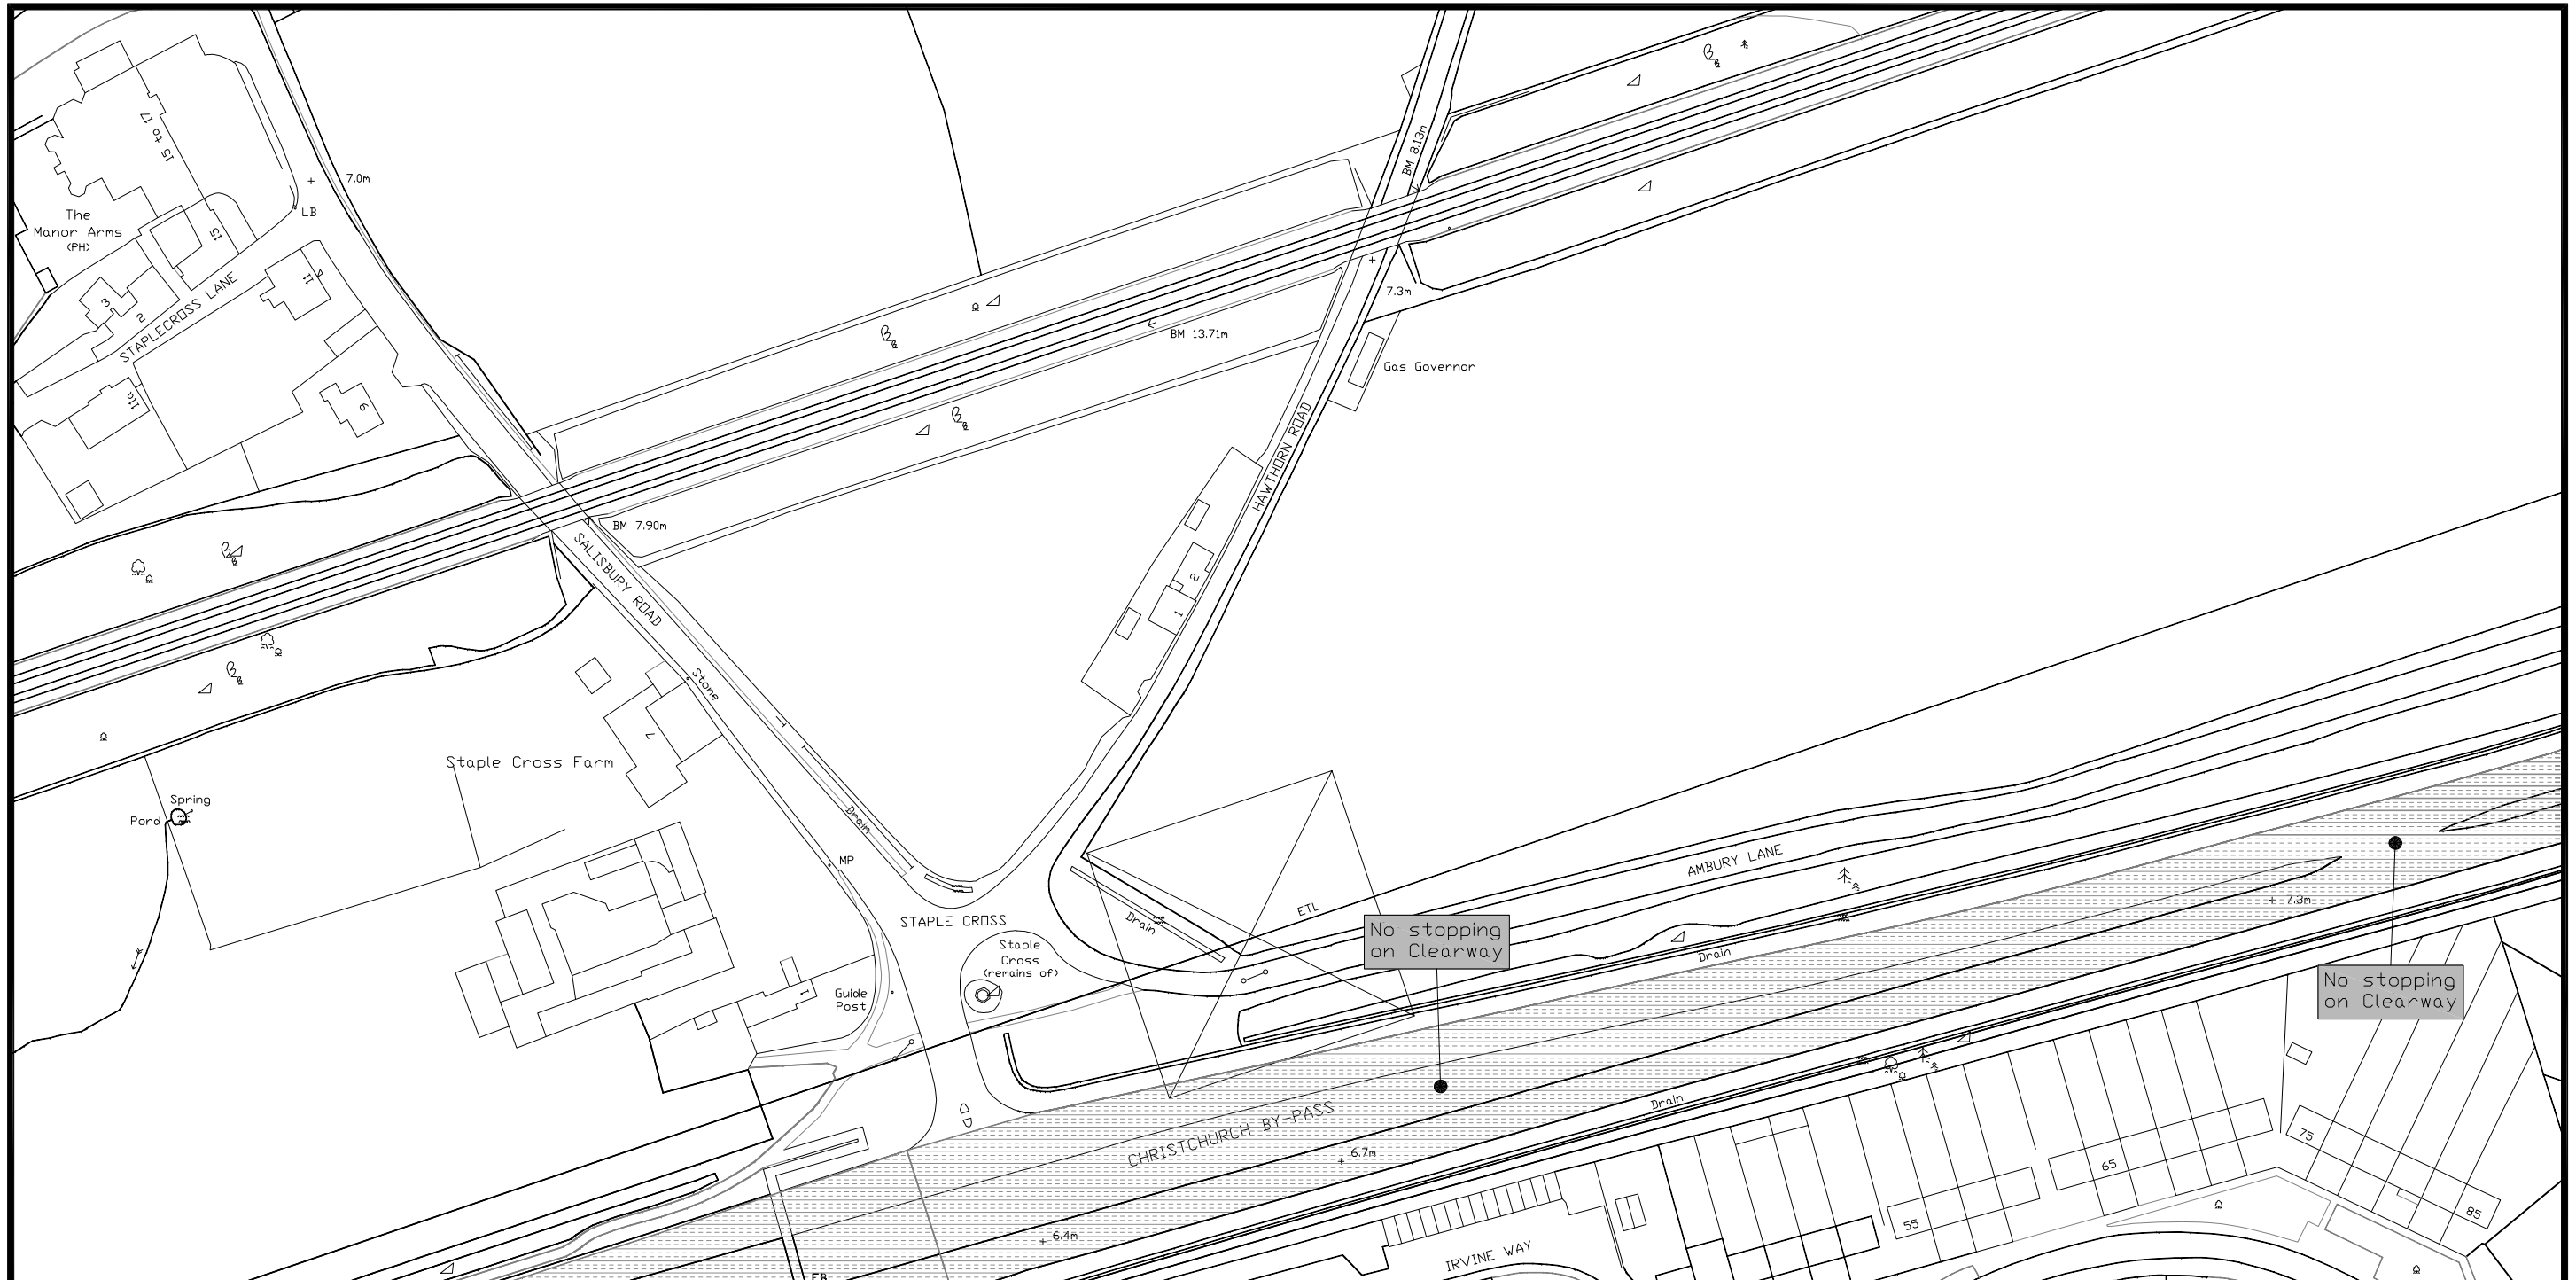 15 to 17
7.0m
LB
The
Manor Arms
(PH)
15
11
3
2
STAPLECROSS LANE
11a
9
BM 8.13m
7.3m
BM 13.71m
Gas Governor
HAWTHORN ROAD
BM 7.90m
SALISBURY ROAD
2
1
Stone
7
Staple Cross Farm
Spring
Pond
Drain
MP
STAPLE CROSS
Staple
Cross
(remains of)
Drain
ETL
AMBURY LANE
No stopping
on Clearway
7.3m
Drain
No stopping
on Clearway
1
Guide
Post
CHRISTCHURCH BY-PASS
Drain
6.7m
6.4m
75
65
55
85
IRVINE WAY
FB